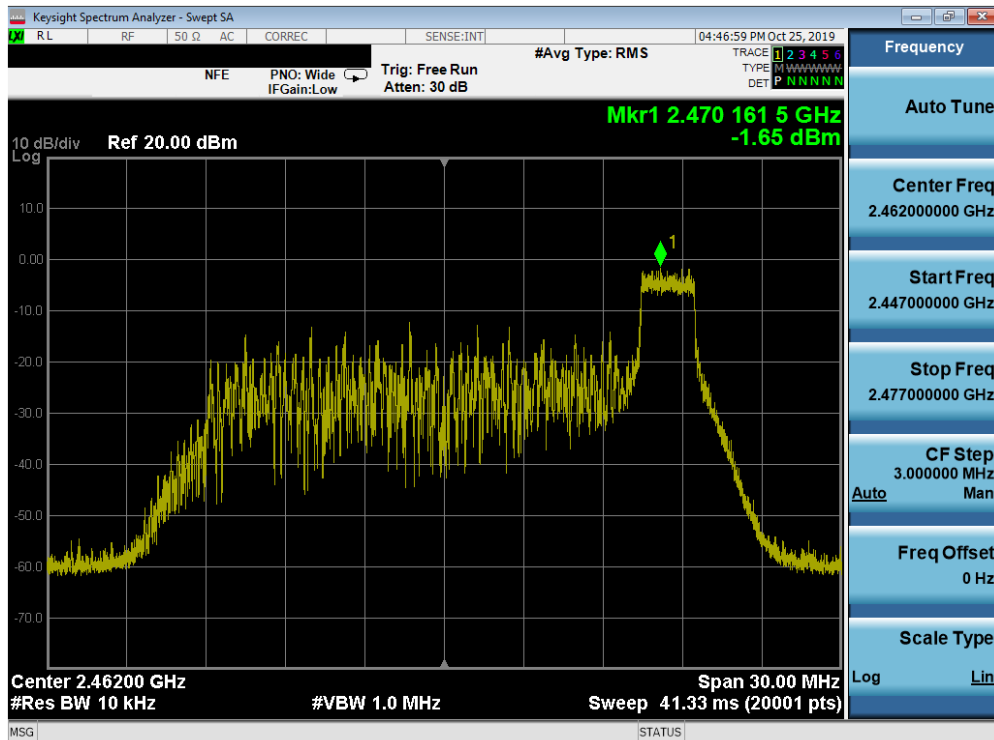 Keysight Spectrum Analyzer - Swept SA
LXI RL RF 50 Ω AC CORREC SENSE:INT 04:46:59 PM Oct 25, 2019
NFE PNO: Wide Trig: Free Run #Avg Type: RMS TRACE 1 2 3 4 5 6
IFGain:Low Atten: 30 dB TYPE M WWWWW
DET P N N N N N
Mkr1 2.470 161 5 GHz
-1.65 dBm
10 dB/div Ref 20.00 dBm
Log
10.0
0.00
-10.0
-20.0
-30.0
-40.0
-50.0
-60.0
-70.0
1
Center 2.46200 GHz Span 30.00 MHz
#Res BW 10 kHz #VBW 1.0 MHz Sweep 41.33 ms (20001 pts)
MSG STATUS
Frequency
Auto Tune
Center Freq
2.462000000 GHz
Start Freq
2.447000000 GHz
Stop Freq
2.477000000 GHz
CF Step
3.000000 MHz
Auto Man
Freq Offset
0 Hz
Scale Type
Log Lin